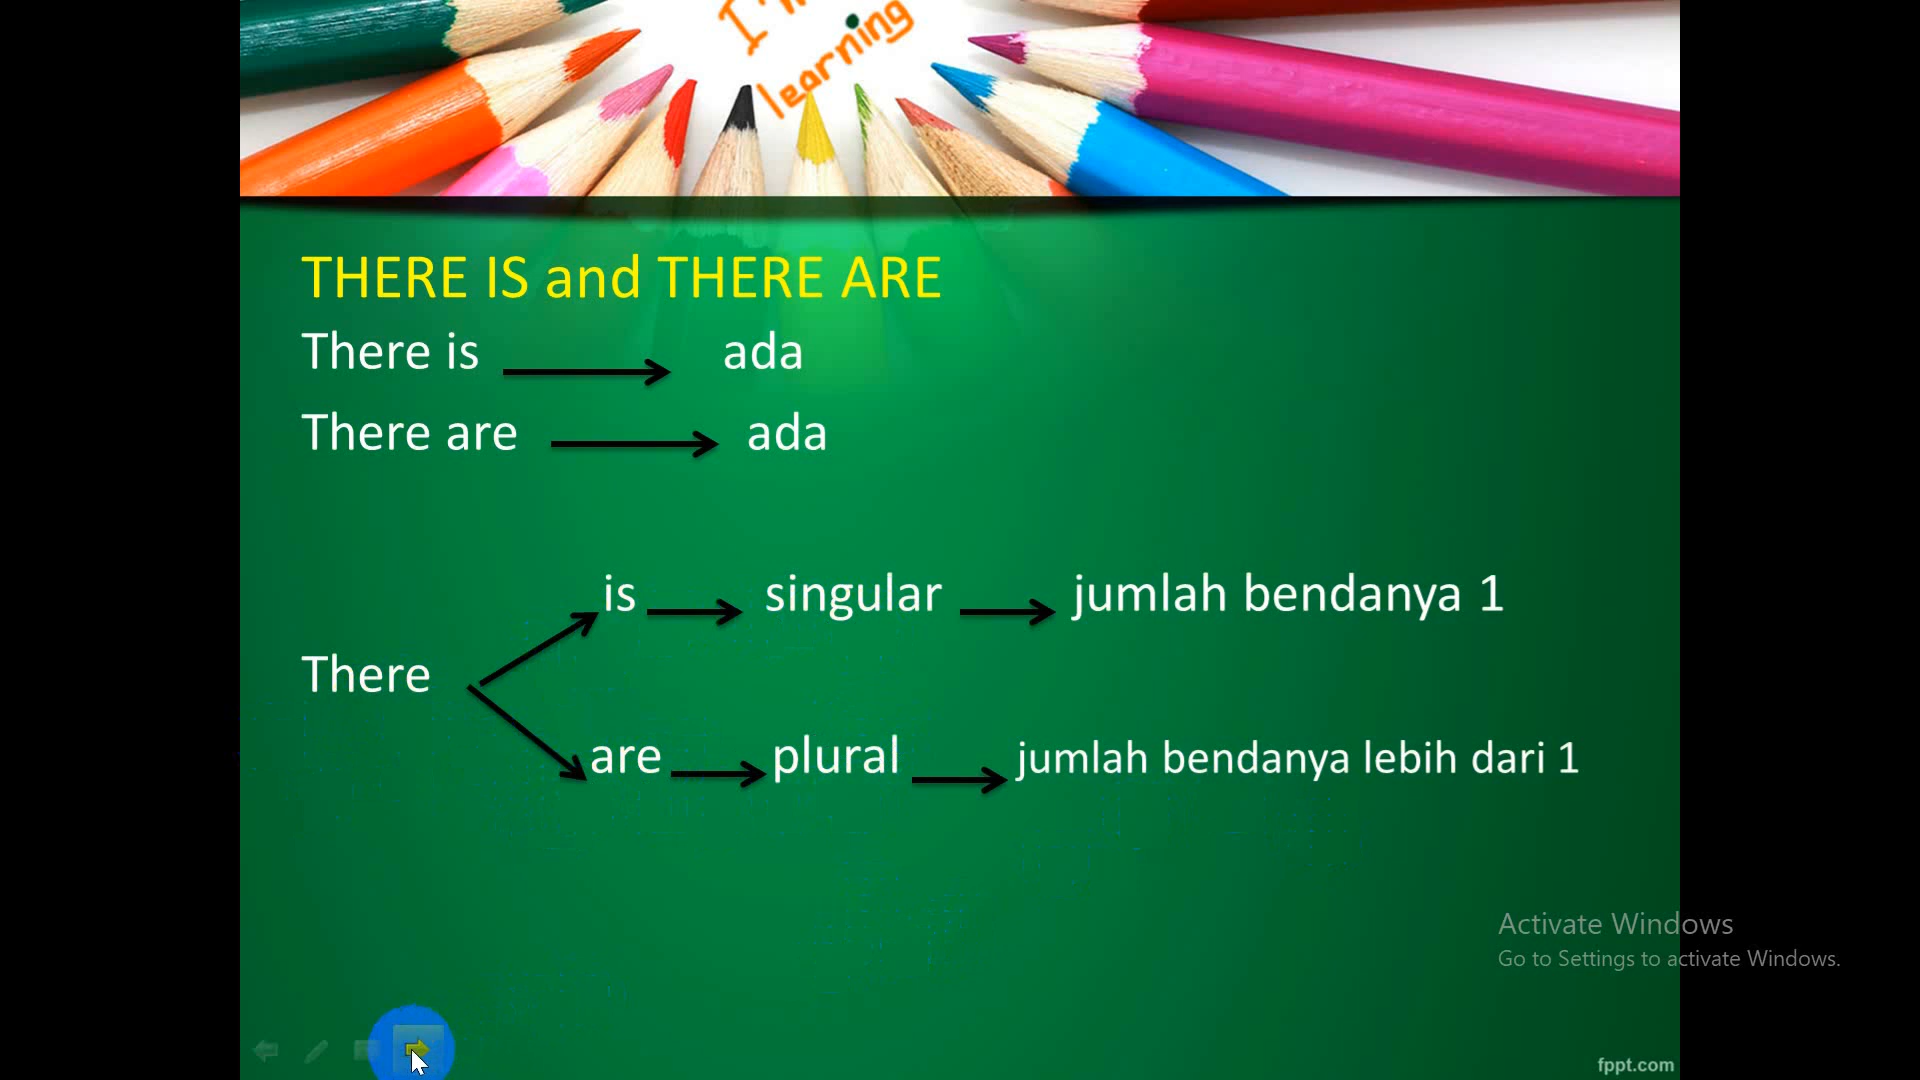 I'm
learning
THERE IS and THERE ARE
There is ada
There are ada
is singular jumlah bendanya 1
There
are plural jumlah bendanya lebih dari 1
Activate Windows
Go to Settings to activate Windows.
fppt.com